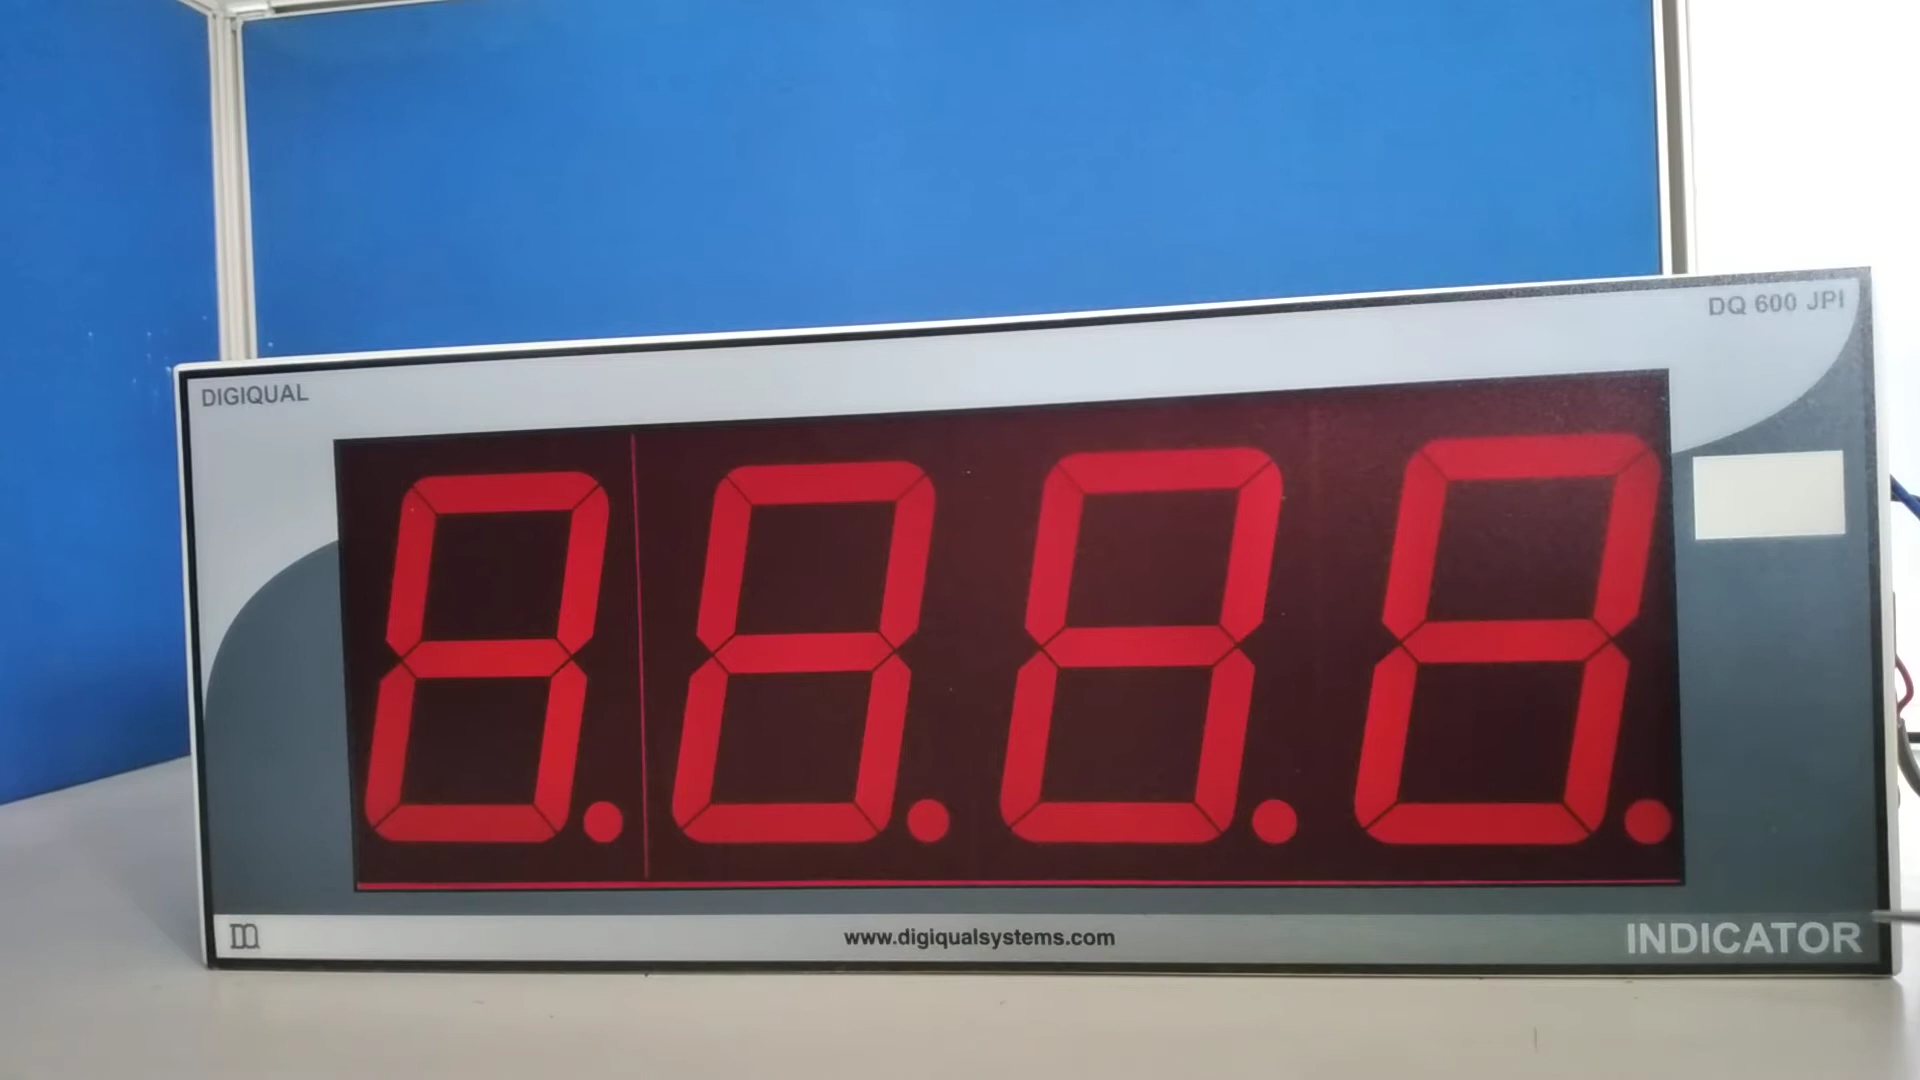 DQ 600 JPI
DIGIQUAL
8.8.8.8.
DQ
www.digiqualsystems.com
INDICATOR